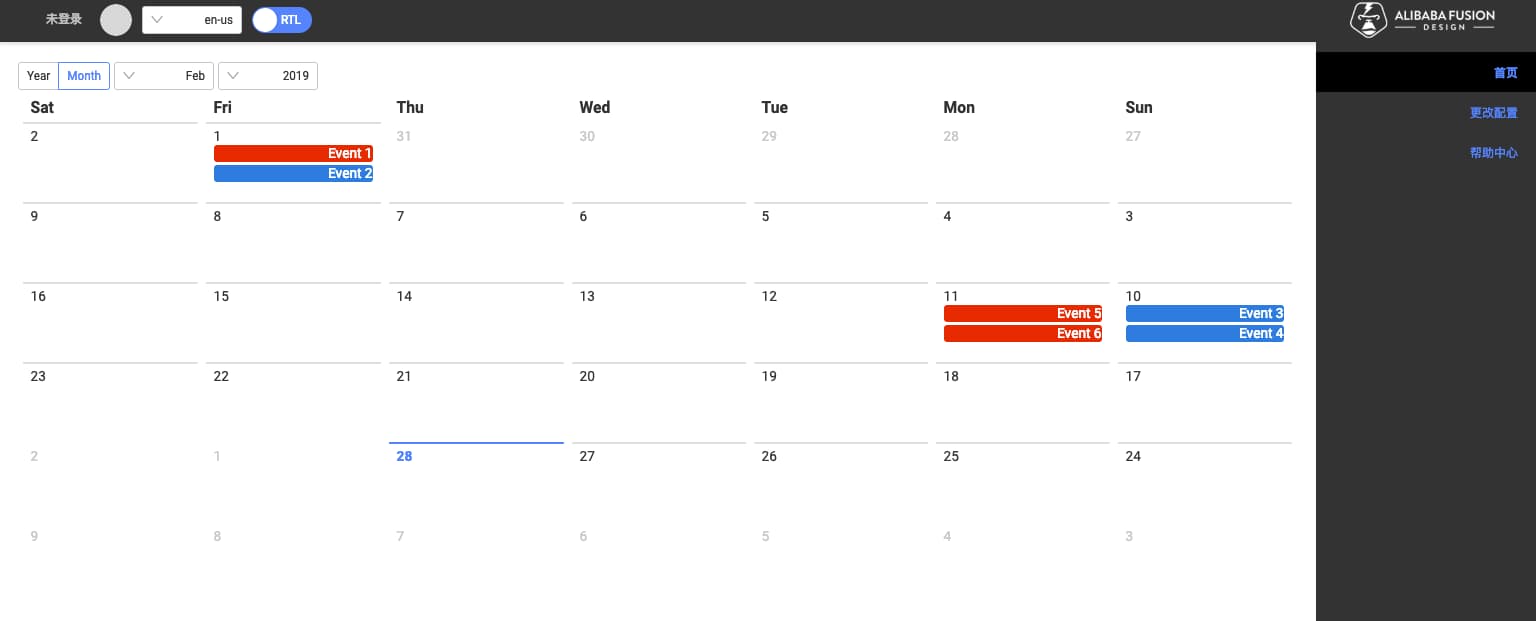 未登录
en-us
RTL
ALIBABA FUSION
DESIGN
首页
更改配置
帮助中心
Year Month Feb 2019
Sat Fri Thu Wed Tue Mon Sun
2 1 31 30 29 28 27
Event 1
Event 2
9 8 7 6 5 4 3
16 15 14 13 12 11 10
Event 5 Event 3
Event 6 Event 4
23 22 21 20 19 18 17
2 1 28 27 26 25 24
9 8 7 6 5 4 3